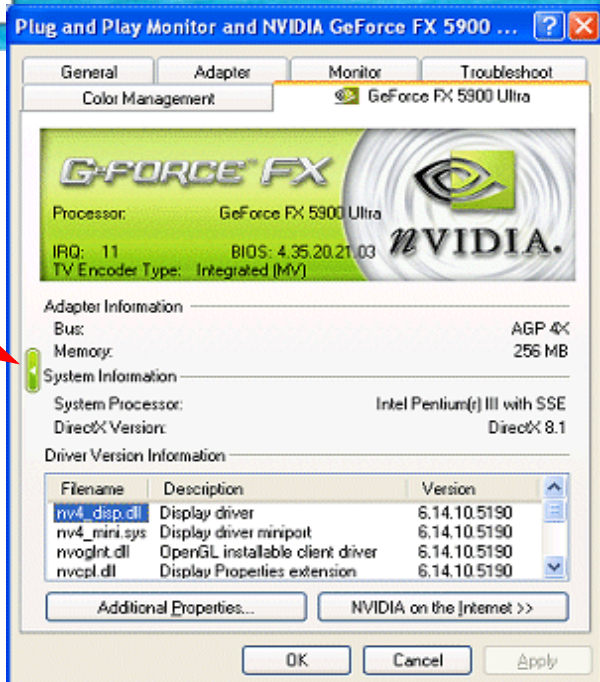 Plug and Play Monitor and NVIDIA GeForce FX 5900 ...
General Adapter Monitor Troubleshoot
Color Management GeForce FX 5900 Ultra
GEFORCE FX
Processor: GeForce FX 5900 Ultra
IRQ: 11 BIOS: 4.35.20.21.03
TV Encoder Type: Integrated (MV)
nVIDIA.
Adapter Information
Bus: AGP 4X
Memory: 256 MB
System Information
System Processor: Intel Pentium(r) III with SSE
DirectX Version: DirectX 8.1
Driver Version Information
Filename Description Version
nv4_disp.dll Display driver 6.14.10.5190
nv4_mini.sys Display driver miniport 6.14.10.5190
nvoglnt.dll OpenGL installable client driver 6.14.10.5190
nvcpl.dll Display Properties extension 6.14.10.5190
Additional Properties... NVIDIA on the Internet >>
OK Cancel Apply